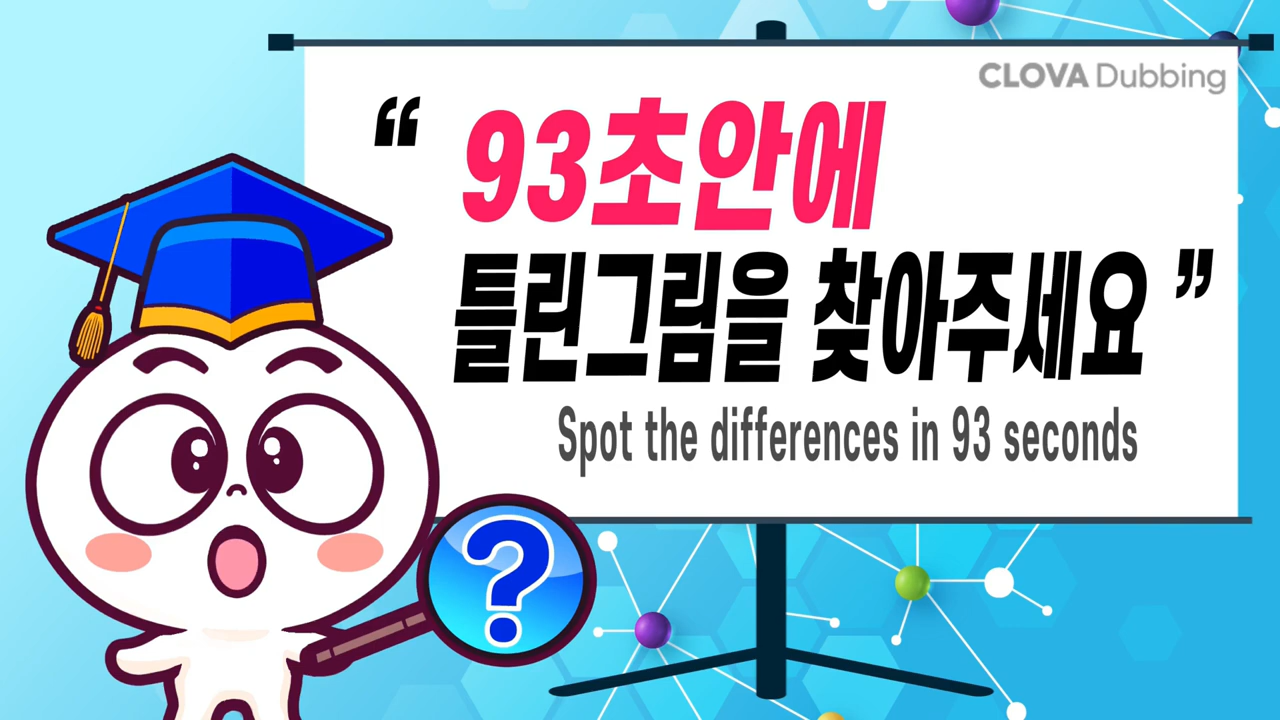 CLOVA Dubbing
“ 93초안에
틀린그림을 찾아주세요 ”
Spot the differences in 93 seconds
?